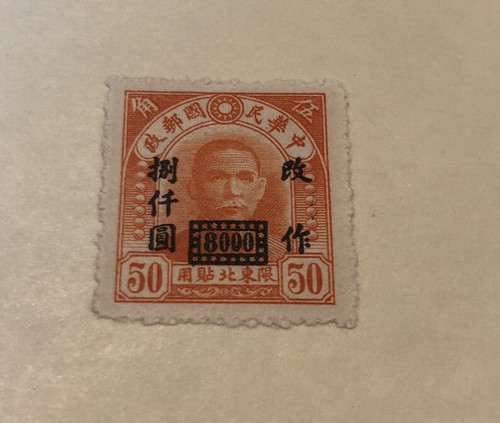 角 伍
政郵國 民華中
改作
捌仟圓
8000
50 用貼北東限 50